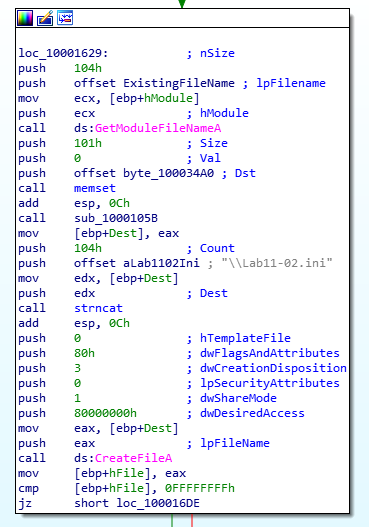 loc_10001629: ; nSize
push 104h
push offset ExistingFileName ; lpFilename
mov ecx, [ebp+hModule]
push ecx ; hModule
call ds:GetModuleFileNameA
push 101h ; Size
push 0 ; Val
push offset byte_100034A0 ; Dst
call memset
add esp, 0Ch
call sub_1000105B
mov [ebp+Dest], eax
push 104h ; Count
push offset aLab1102Ini ; "\\Lab11-02.ini"
mov edx, [ebp+Dest]
push edx ; Dest
call strncat
add esp, 0Ch
push 0 ; hTemplateFile
push 80h ; dwFlagsAndAttributes
push 3 ; dwCreationDisposition
push 0 ; lpSecurityAttributes
push 1 ; dwShareMode
push 80000000h ; dwDesiredAccess
mov eax, [ebp+Dest]
push eax ; lpFileName
call ds:CreateFileA
mov [ebp+hFile], eax
cmp [ebp+hFile], 0FFFFFFFFh
jz short loc_100016DE